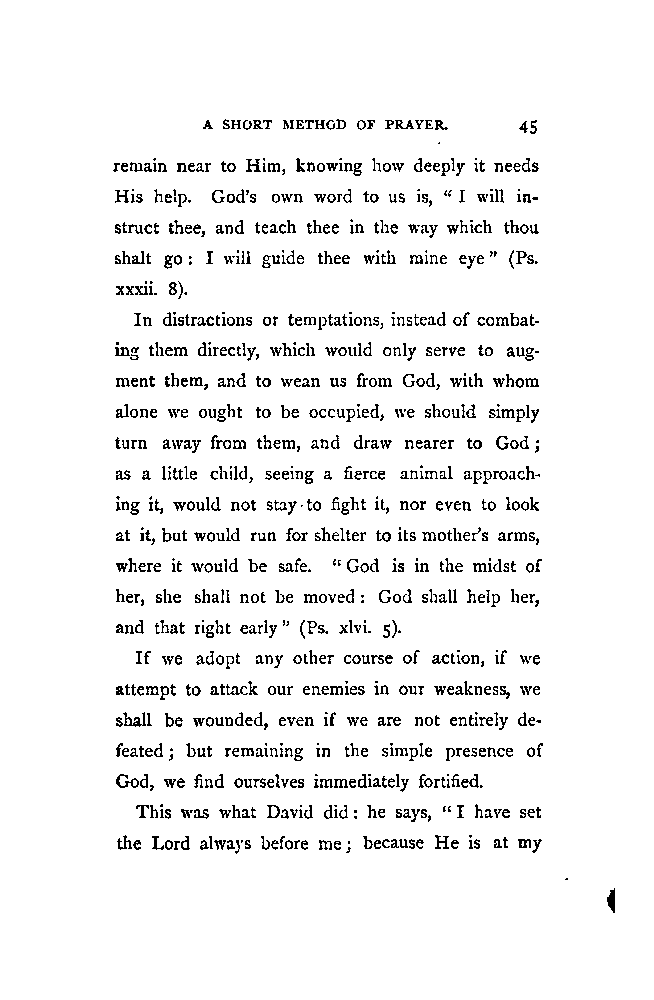 A SHORT METHOD OF PRAYER. 45
remain near to Him, knowing how deeply it needs
His help. God's own word to us is, “ I will in-
struct thee, and teach thee in the way which thou
shalt go : I will guide thee with mine eye ” (Ps.
xxxii. 8).
In distractions or temptations, instead of combat-
ing them directly, which would only serve to aug-
ment them, and to wean us from God, with whom
alone we ought to be occupied, we should simply
turn away from them, and draw nearer to God ;
as a little child, seeing a fierce animal approach-
ing it, would not stay to fight it, nor even to look
at it, but would run for shelter to its mother's arms,
where it would be safe. “ God is in the midst of
her, she shall not be moved : God shall help her,
and that right early ” (Ps. xlvi. 5).
If we adopt any other course of action, if we
attempt to attack our enemies in our weakness, we
shall be wounded, even if we are not entirely de-
feated ; but remaining in the simple presence of
God, we find ourselves immediately fortified.
This was what David did : he says, “ I have set
the Lord always before me ; because He is at my